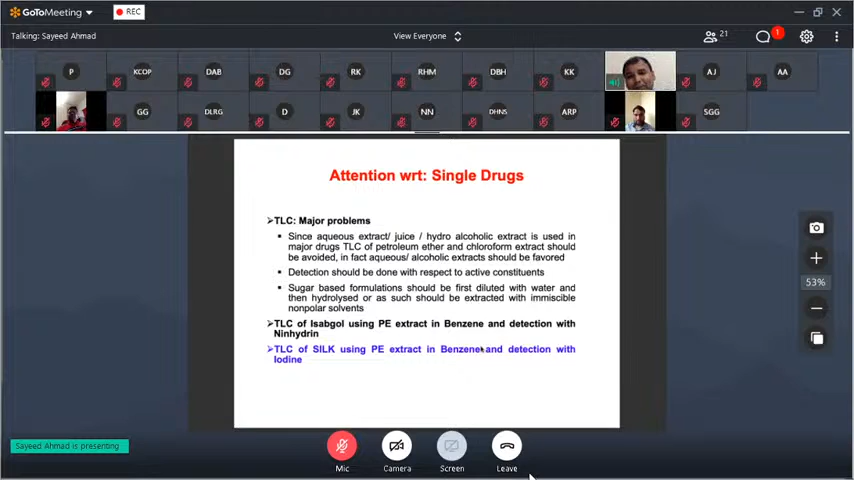 GoToMeeting
REC
Talking: Sayeed Ahmad
View Everyone
21
1
P
KCOP
DAB
DG
RK
RHM
DBH
KK
AJ
AA
GG
DLRG
D
JK
NN
DHNS
ARP
SGG
Attention wrt: Single Drugs
➢TLC: Major problems
▪ Since aqueous extract/ juice / hydro alcoholic extract is used in
major drugs TLC of petroleum ether and chloroform extract should
be avoided, in fact aqueous/ alcoholic extracts should be favored
▪ Detection should be done with respect to active constituents
▪ Sugar based formulations should be first diluted with water and
then hydrolysed or as such should be extracted with immiscible
nonpolar solvents
➢TLC of Isabgol using PE extract in Benzene and detection with
Ninhydrin
➢TLC of SILK using PE extract in Benzene and detection with
Iodine
53%
Sayeed Ahmad is presenting
Mic
Camera
Screen
Leave